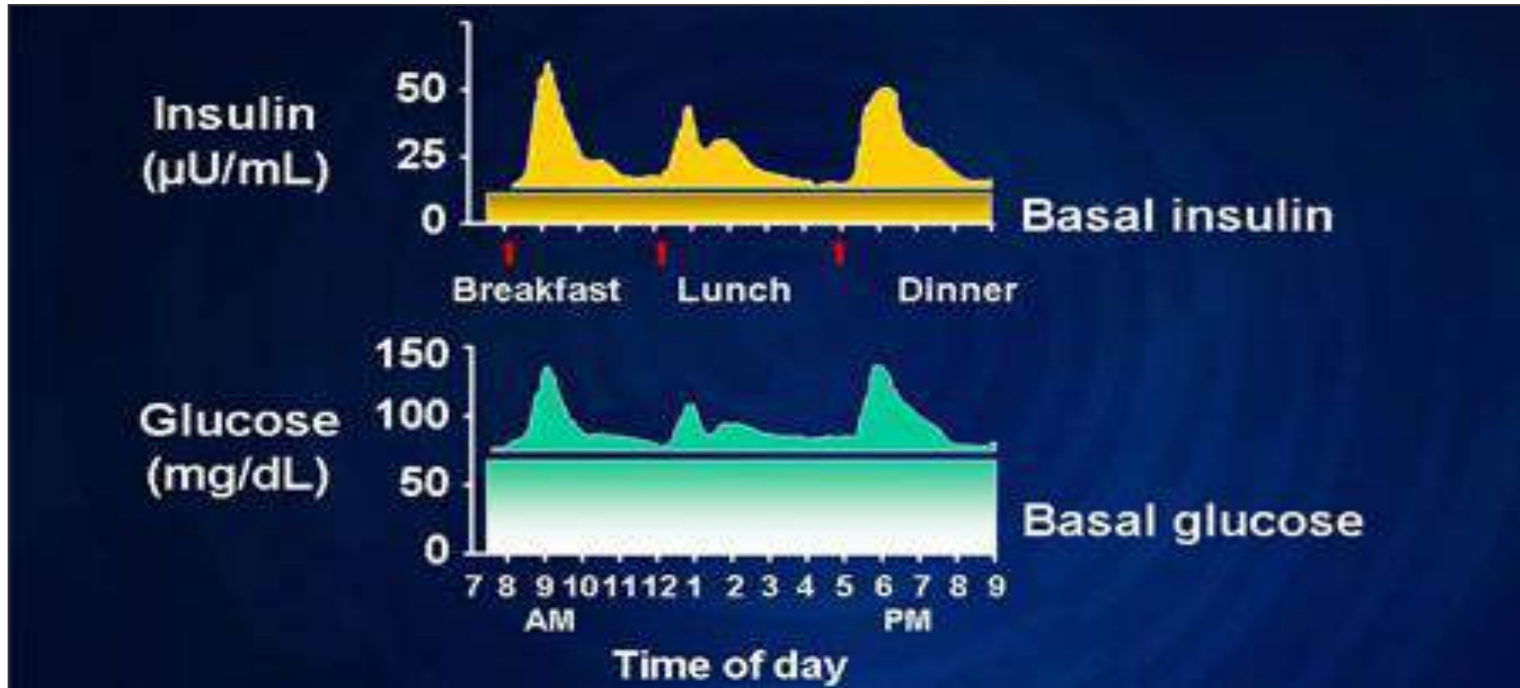 Insulin
(µU/mL)
50
25
0
Basal insulin
Breakfast Lunch Dinner
Glucose
(mg/dL)
150
100
50
0
Basal glucose
7 8 9 10 11 12 1 2 3 4 5 6 7 8 9
AM PM
Time of day